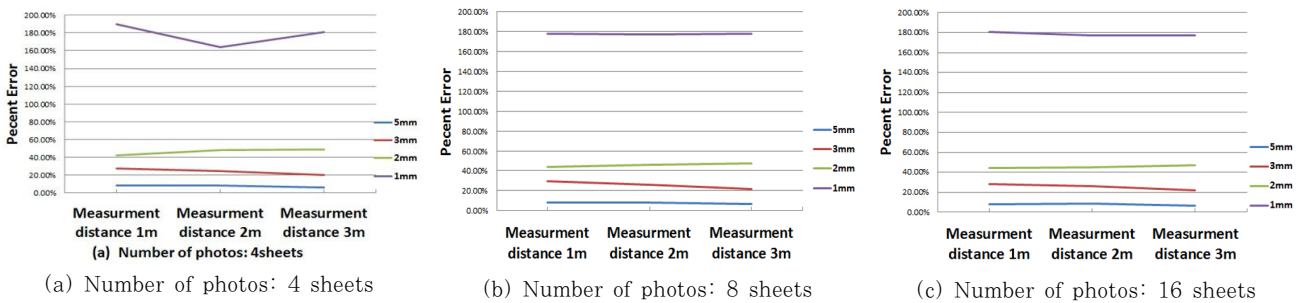 200.00%
180.00%
160.00%
140.00%
120.00%
100.00%
80.00%
60.00%
40.00%
20.00%
0.00%
Pecent Error
5mm
3mm
2mm
1mm
Measurment distance 1m
Measurment distance 2m
Measurment distance 3m
(a) Number of photos: 4sheets
(a) Number of photos: 4 sheets
200.00%
180.00%
160.00%
140.00%
120.00%
100.00%
80.00%
60.00%
40.00%
20.00%
0.00%
Pecent Error
5mm
3mm
2mm
1mm
Measurment distance 1m
Measurment distance 2m
Measurment distance 3m
(b) Number of photos: 8 sheets
200.00%
180.00%
160.00%
140.00%
120.00%
100.00%
80.00%
60.00%
40.00%
20.00%
0.00%
Pecent Error
5mm
3mm
2mm
1mm
Measurment distance 1m
Measurment distance 2m
Measurment distance 3m
(c) Number of photos: 16 sheets